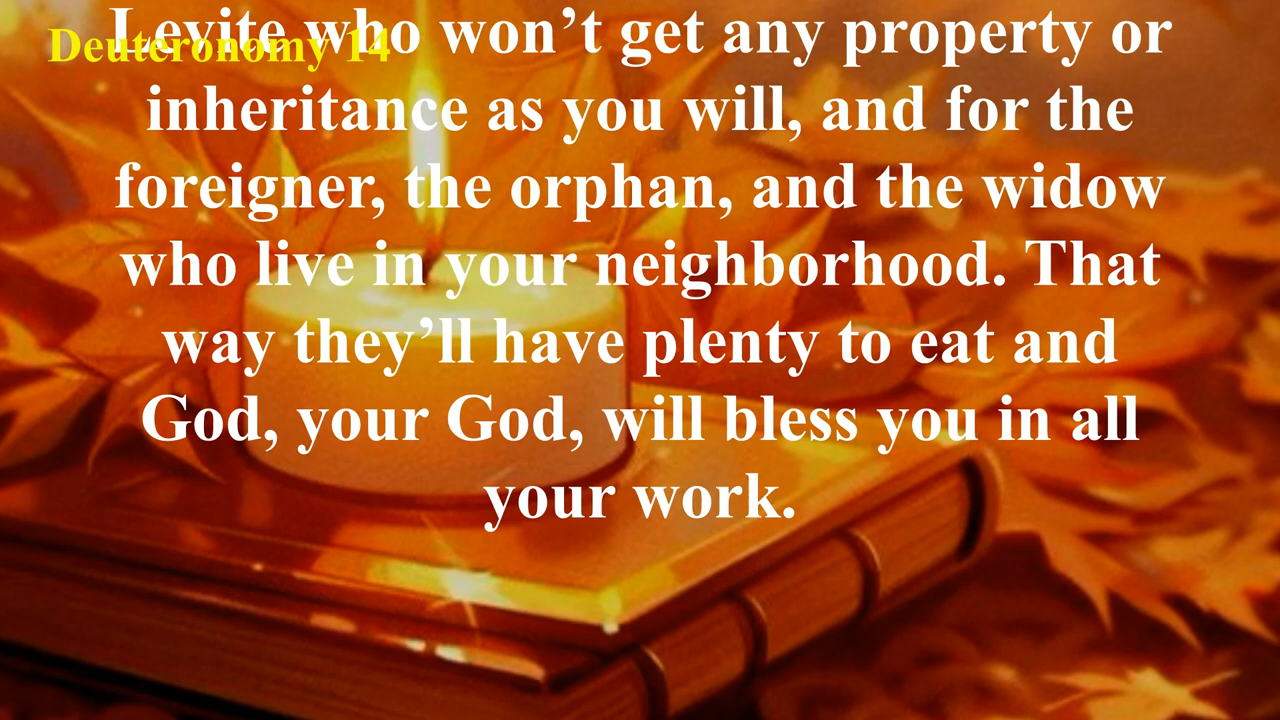 Deuteronomy 14
Levite who won’t get any property or
inheritance as you will, and for the
foreigner, the orphan, and the widow
who live in your neighborhood. That
way they’ll have plenty to eat and
God, your God, will bless you in all
your work.